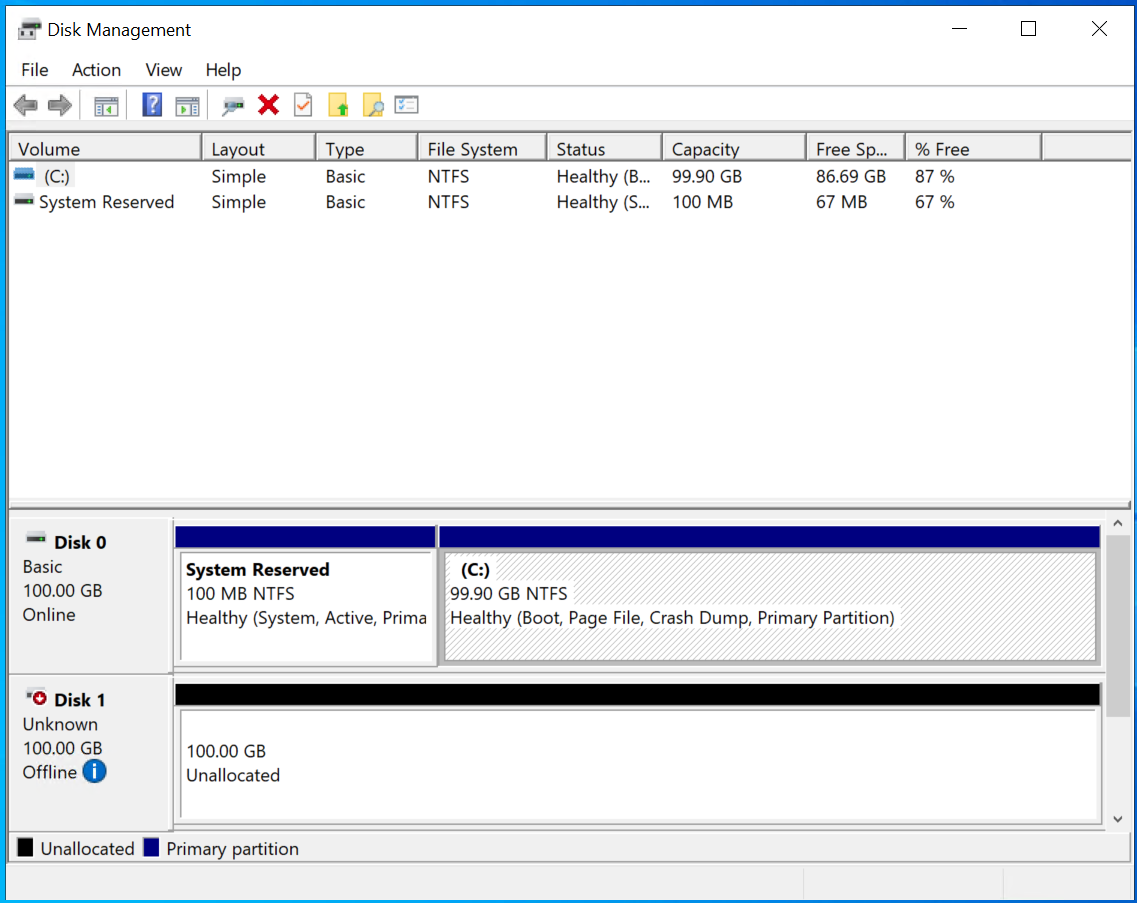 Disk Management
File Action View Help
Volume Layout Type File System Status Capacity Free Sp... % Free
(C:) Simple Basic NTFS Healthy (B... 99.90 GB 86.69 GB 87 %
System Reserved Simple Basic NTFS Healthy (S... 100 MB 67 MB 67 %
Disk 0
Basic
100.00 GB
Online
System Reserved
100 MB NTFS
Healthy (System, Active, Prima
(C:)
99.90 GB NTFS
Healthy (Boot, Page File, Crash Dump, Primary Partition)
Disk 1
Unknown
100.00 GB
Offline
100.00 GB
Unallocated
Unallocated Primary partition